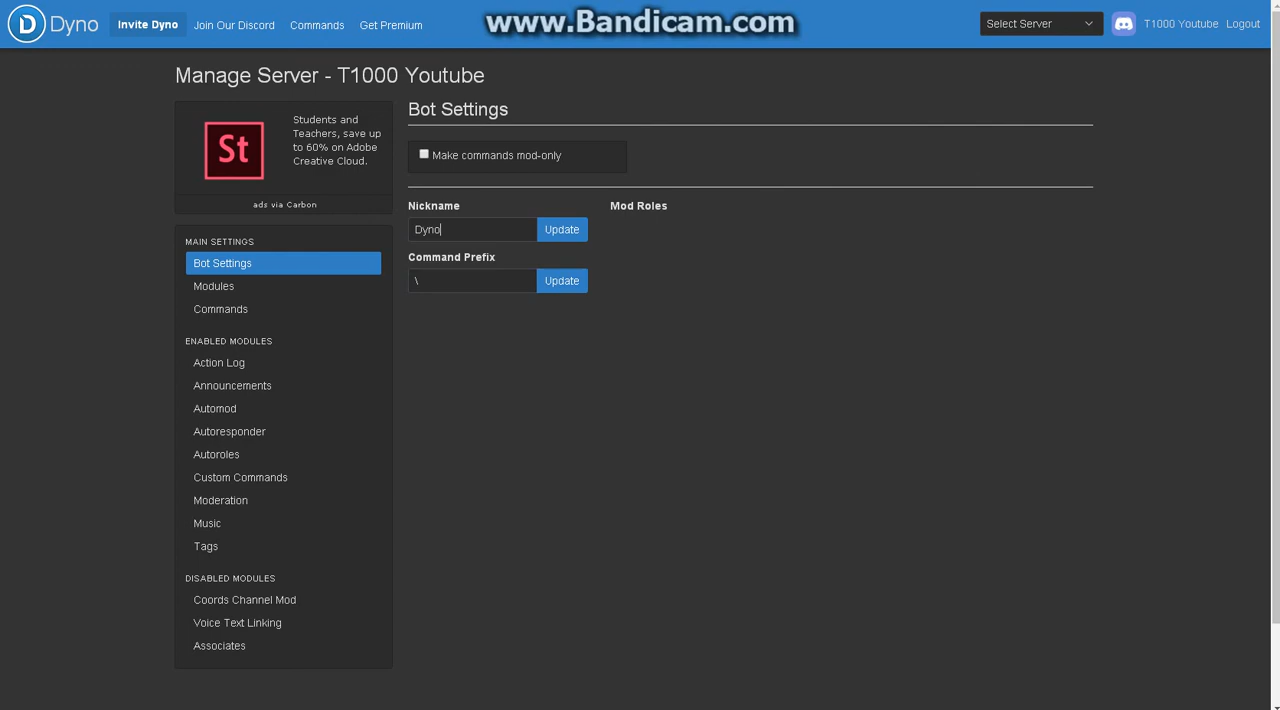 Dyno
Invite Dyno
Join Our Discord
Commands
Get Premium
www.Bandicam.com
Select Server
T1000 Youtube
Logout
Manage Server - T1000 Youtube
St
Students and
Teachers, save up
to 60% on Adobe
Creative Cloud.
ads via Carbon
MAIN SETTINGS
Bot Settings
Modules
Commands
ENABLED MODULES
Action Log
Announcements
Automod
Autoresponder
Autoroles
Custom Commands
Moderation
Music
Tags
DISABLED MODULES
Coords Channel Mod
Voice Text Linking
Associates
Bot Settings
Make commands mod-only
Nickname
Dyno
Update
Command Prefix
\
Update
Mod Roles